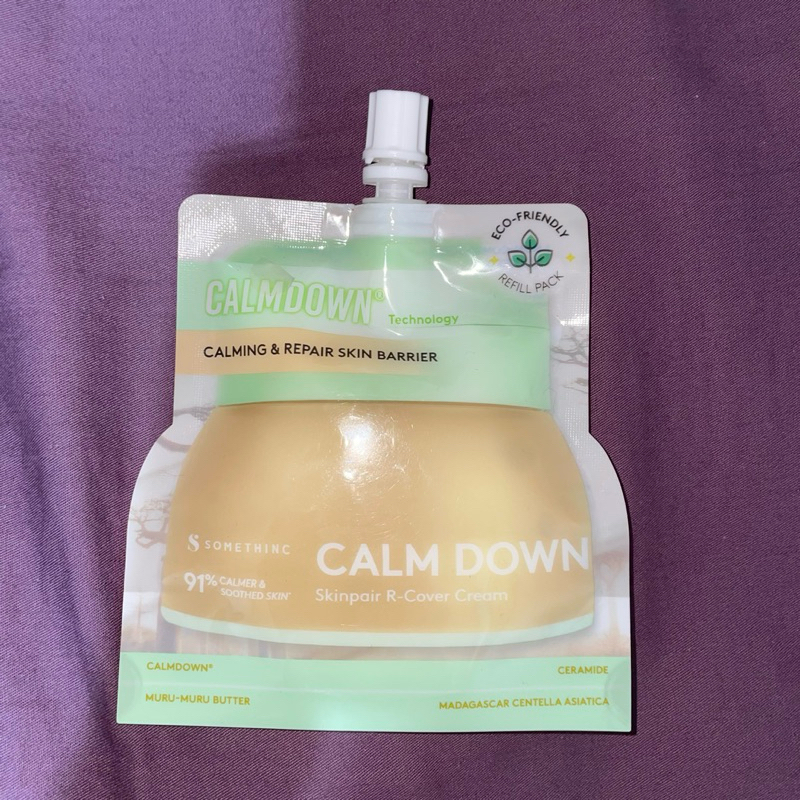 ECO-FRIENDLY
REFILL PACK
CALMDOWN®
Technology
CALMING & REPAIR SKIN BARRIER
SOMETHINC
CALM DOWN
91% CALMER &
SOOTHED SKIN*
Skinpair R-Cover Cream
CALMDOWN®
CERAMIDE
MURU-MURU BUTTER
MADAGASCAR CENTELLA ASIATICA